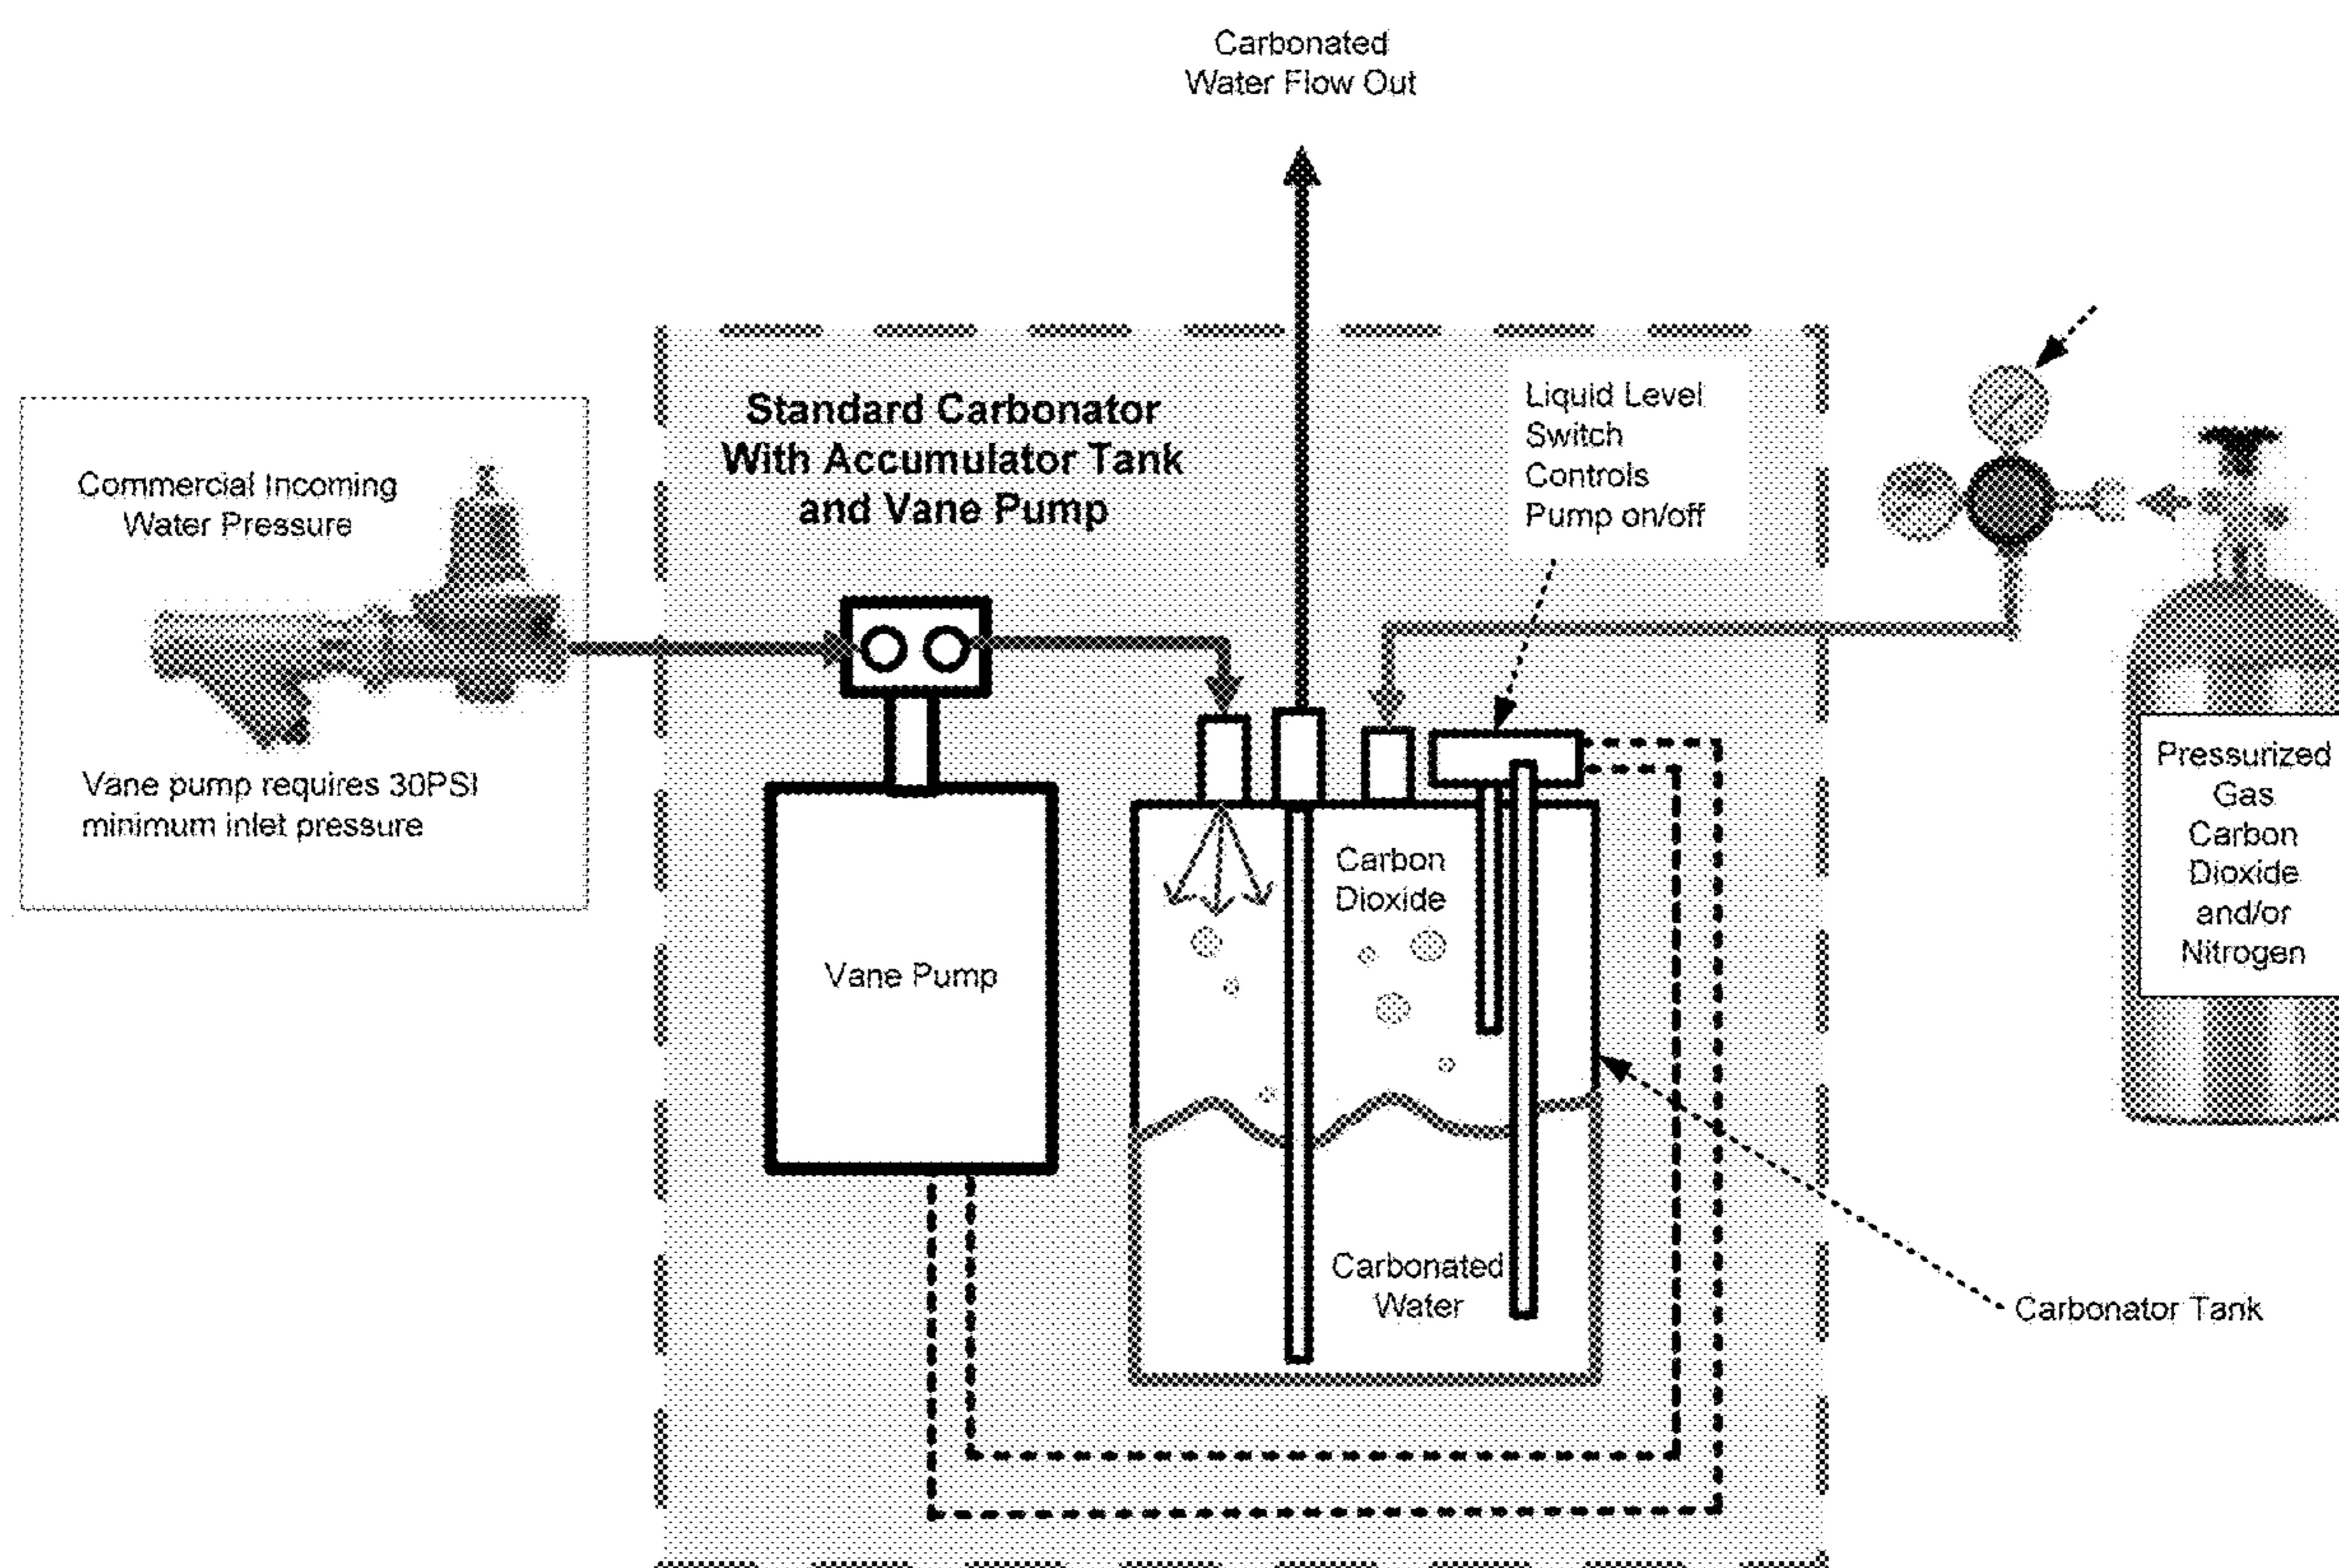 Carbonated
Water Flow Out
Standard Carbonator
With Accumulator Tank
and Vane Pump
Liquid Level
Switch
Controls
Pump on/off
Commercial Incoming
Water Pressure
Vane pump requires 30PSI
minimum inlet pressure
Vane Pump
Carbon
Dioxide
Carbonated
Water
Pressurized
Gas
Carbon
Dioxide
and/or
Nitrogen
Carbonator Tank